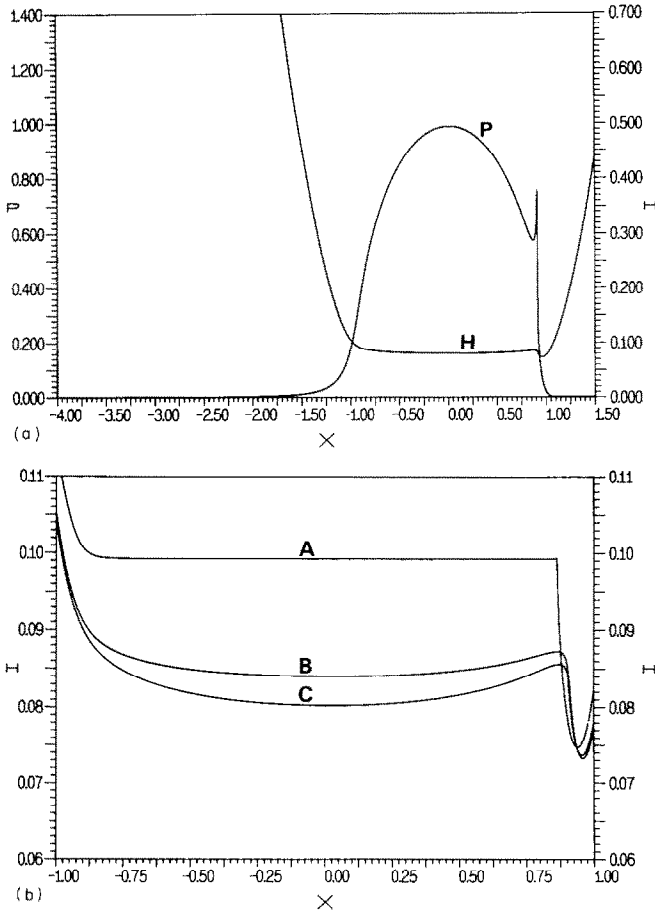 1.400 0.700
1.200 0.600
1.000 0.500
P
0.800 0.400
P H
0.600 0.300
0.400 0.200
H
0.200 0.100
0.000 0.000
-4.00 -3.50 -3.00 -2.50 -2.00 -1.50 -1.00 -0.50 0.00 0.50 1.00 1.50
(a)
X
0.11 0.11
A
0.10 0.10
0.09 0.09
B
H H
C
0.08 0.08
0.07 0.07
0.06 0.06
-1.00 -0.75 -0.50 -0.25 0.00 0.25 0.50 0.75 1.00
(b)
X